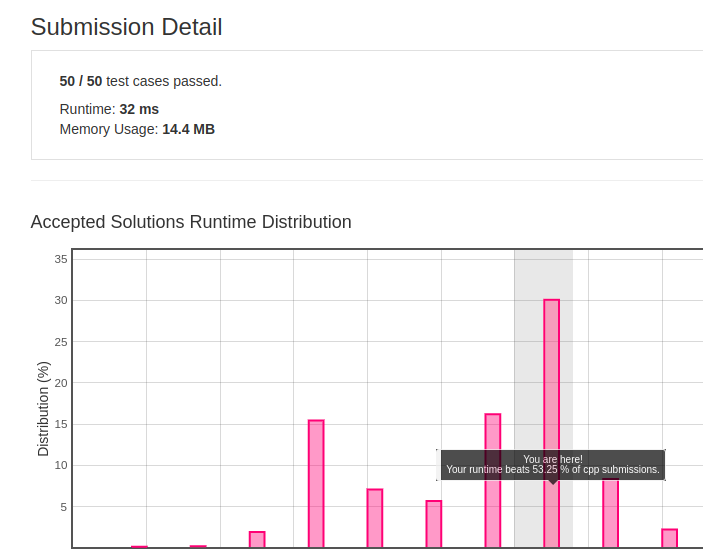 Submission Detail
50 / 50 test cases passed.
Runtime: 32 ms
Memory Usage: 14.4 MB
Accepted Solutions Runtime Distribution
35
30
25
20
15
10
5
Distribution (%)
You are here!
Your runtime beats 53.25 % of cpp submissions.